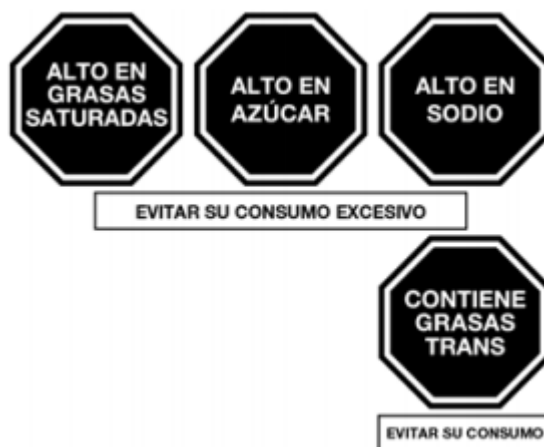 ALTO EN
GRASAS
SATURADAS
ALTO EN
AZÚCAR
ALTO EN
SODIO
EVITAR SU CONSUMO EXCESIVO
CONTIENE
GRASAS
TRANS
EVITAR SU CONSUMO